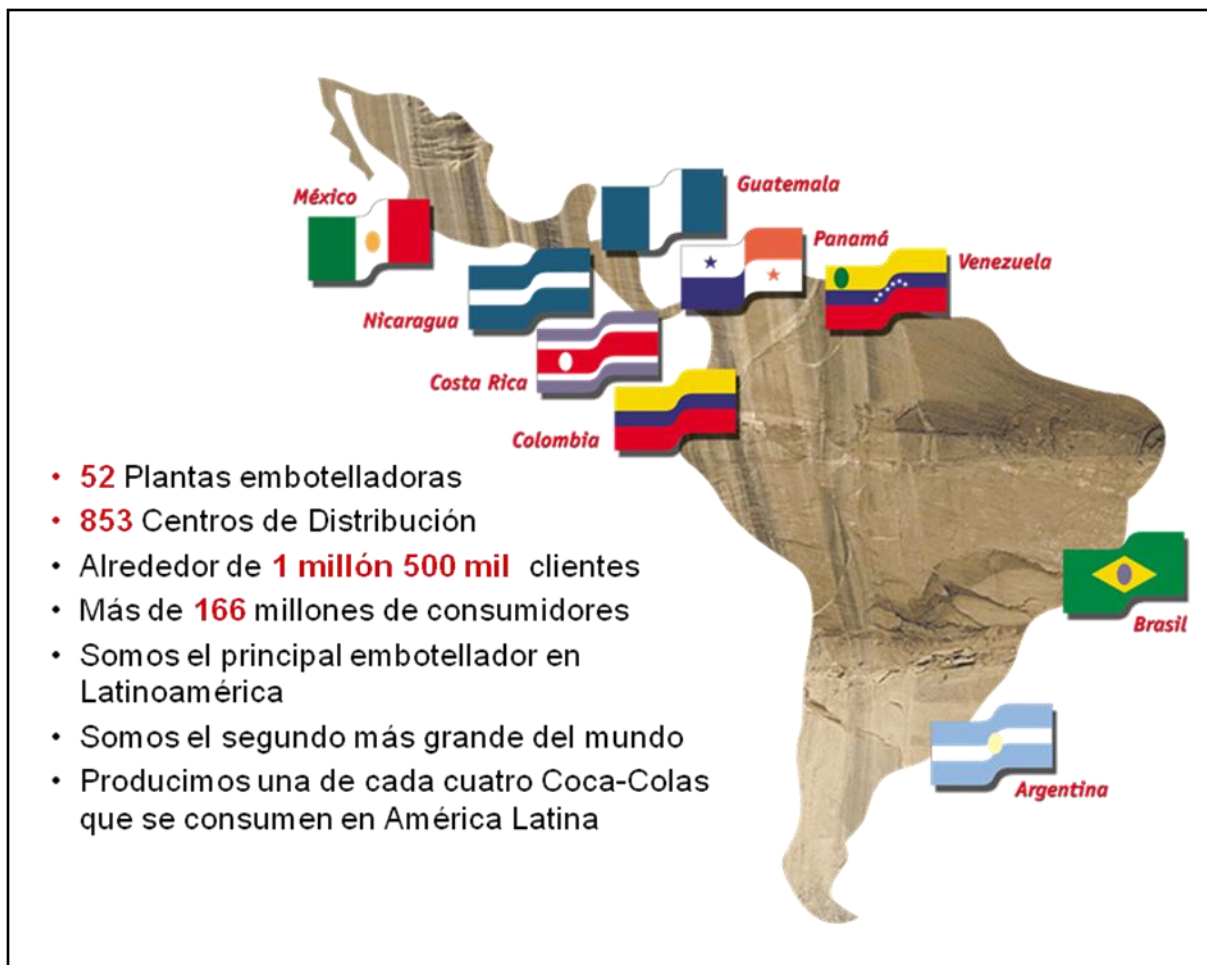 México
Guatemala
Panamá
Venezuela
Nicaragua
Costa Rica
Colombia
• 52 Plantas embotelladoras
• 853 Centros de Distribución
• Alrededor de 1 millón 500 mil clientes
• Más de 166 millones de consumidores
• Somos el principal embotellador en
Latinoamérica
• Somos el segundo más grande del mundo
• Producimos una de cada cuatro Coca-Colas
que se consumen en América Latina
Brasil
Argentina